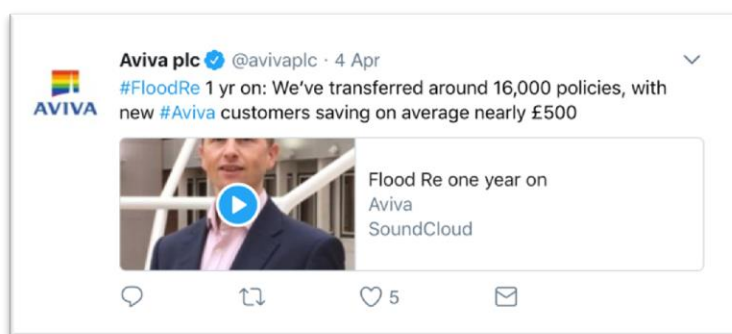 Aviva plc @avivaplc · 4 Apr
#FloodRe 1 yr on: We've transferred around 16,000 policies, with
new #Aviva customers saving on average nearly £500
AVIVA
Flood Re one year on
Aviva
SoundCloud
5